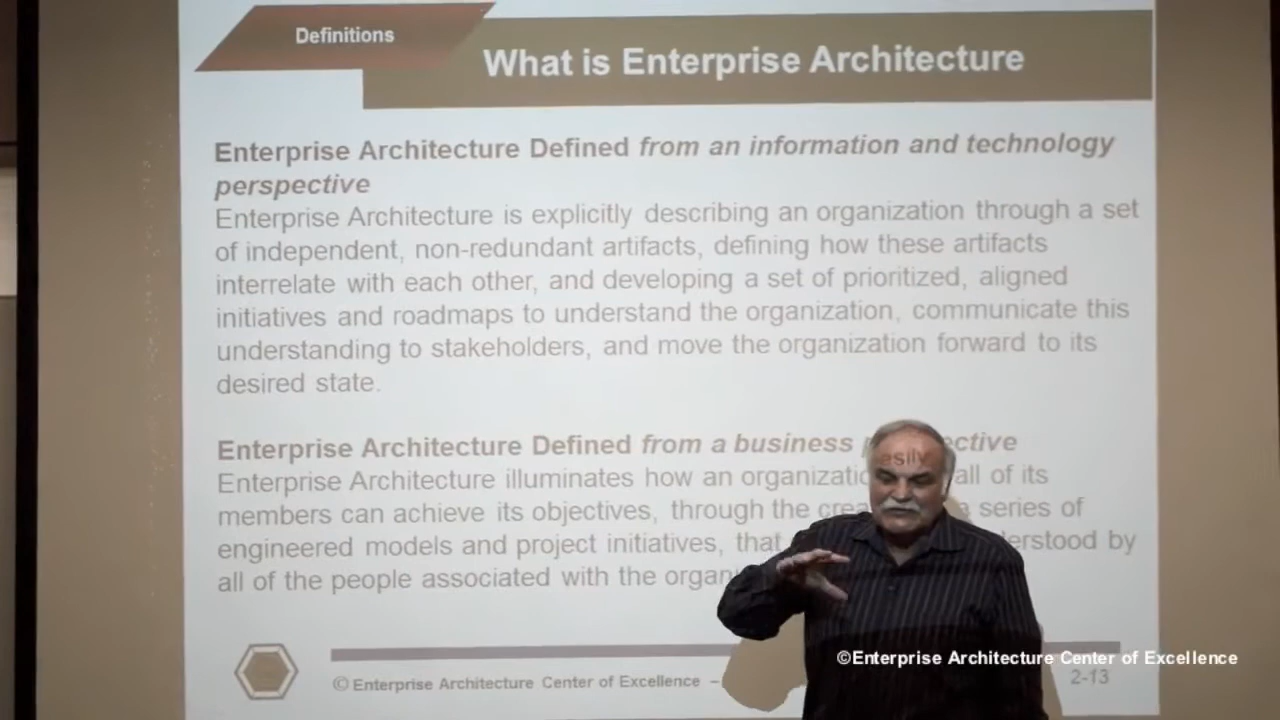 Definitions
What is Enterprise Architecture
Enterprise Architecture Defined from an information and technology
perspective
Enterprise Architecture is explicitly describing an organization through a set
of independent, non-redundant artifacts, defining how these artifacts
interrelate with each other, and developing a set of prioritized, aligned
initiatives and roadmaps to understand the organization, communicate this
understanding to stakeholders, and move the organization forward to its
desired state.
Enterprise Architecture Defined from a business
Enterprise Architecture illuminates how an all of its
members can achieve its objectives, through the series of
engineered models and project initiatives, that by
all of the people associated with the
© Enterprise Architecture Center of Excellence –
©Enterprise Architecture Center of Excellence
2-13